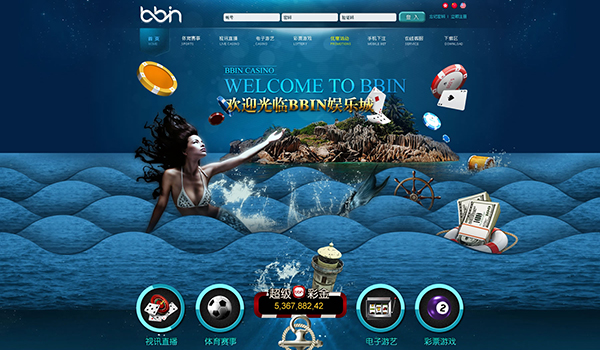 bbin
帐号
密码
验证码
登入
忘记密码 | 立即注册
首页 体育赛事 视讯直播 电子游艺 彩票游戏 优惠活动 手机下注 在线客服 下载区
HOME SPORTS LIVE CASINO CASINO LOTTERY PROMOTIONS MOBILE BET DOWNLOAD
BBIN CASINO
WELCOME TO BBIN
欢迎光临BBIN娱乐城
超级 彩金
5,367,882,42
视讯直播 体育赛事 电子游艺 彩票游戏